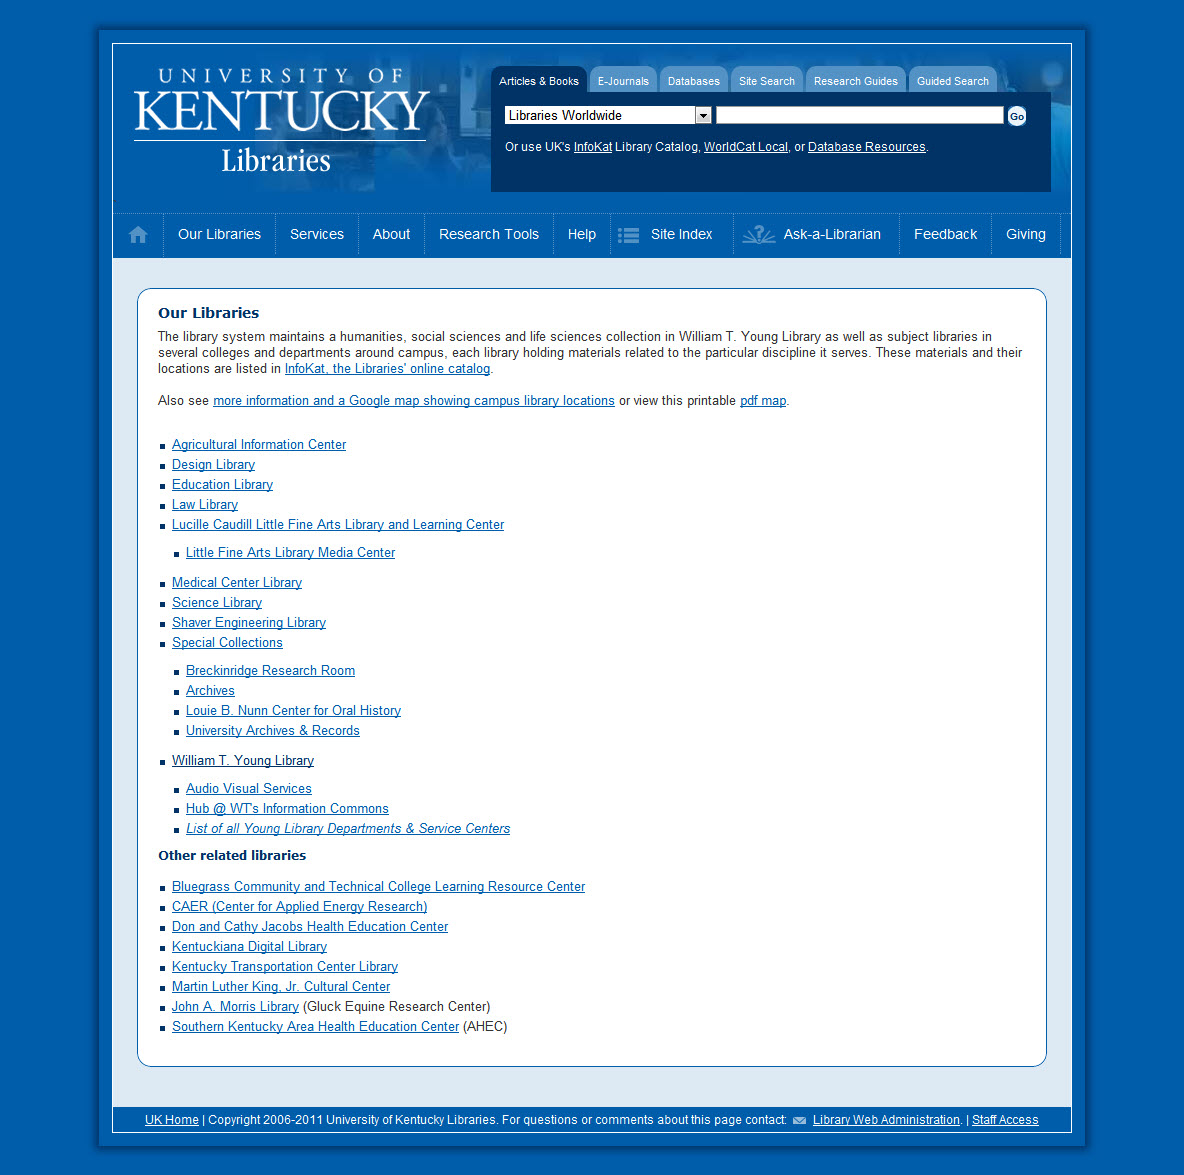 UNIVERSITY OF
KENTUCKY
Libraries
Articles & Books
E-Journals
Databases
Site Search
Research Guides
Guided Search
Libraries Worldwide
Go
Or use UK's InfoKat Library Catalog, WorldCat Local, or Database Resources.
Our Libraries
Services
About
Research Tools
Help
Site Index
Ask-a-Librarian
Feedback
Giving
Our Libraries
The library system maintains a humanities, social sciences and life sciences collection in William T. Young Library as well as subject libraries in
several colleges and departments around campus, each library holding materials related to the particular discipline it serves. These materials and their
locations are listed in InfoKat, the Libraries' online catalog.
Also see more information and a Google map showing campus library locations or view this printable pdf map.
Agricultural Information Center
Design Library
Education Library
Law Library
Lucille Caudill Little Fine Arts Library and Learning Center
Little Fine Arts Library Media Center
Medical Center Library
Science Library
Shaver Engineering Library
Special Collections
Breckinridge Research Room
Archives
Louie B. Nunn Center for Oral History
University Archives & Records
William T. Young Library
Audio Visual Services
Hub @ WT's Information Commons
List of all Young Library Departments & Service Centers
Other related libraries
Bluegrass Community and Technical College Learning Resource Center
CAER (Center for Applied Energy Research)
Don and Cathy Jacobs Health Education Center
Kentuckiana Digital Library
Kentucky Transportation Center Library
Martin Luther King, Jr. Cultural Center
John A. Morris Library (Gluck Equine Research Center)
Southern Kentucky Area Health Education Center (AHEC)
UK Home | Copyright 2006-2011 University of Kentucky Libraries. For questions or comments about this page contact: Library Web Administration. | Staff Access